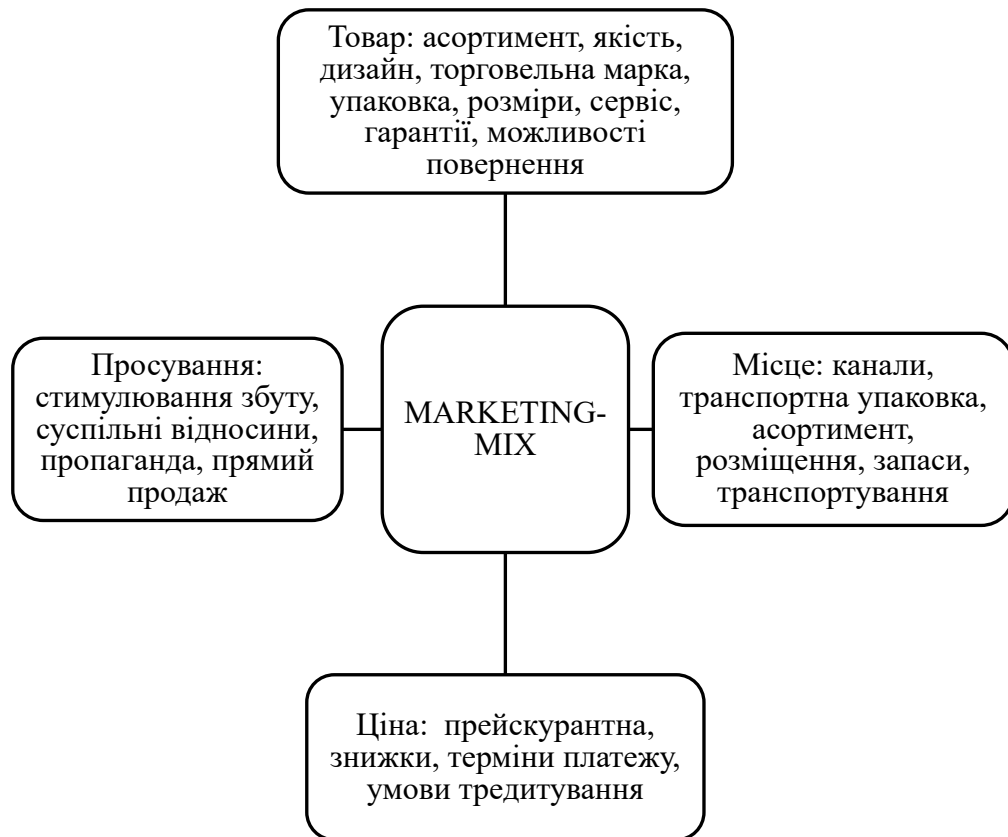 Товар: асортимент, якість,
дизайн, торговельна марка,
упаковка, розміри, сервіс,
гарантії, можливості
повернення
Просування:
стимулювання збуту,
суспільні відносини,
пропаганда, прямий
продаж
MARKETING-
MIX
Місце: канали,
транспортна упаковка,
асортимент,
розміщення, запаси,
транспортування
Ціна:  прейскурантна,
знижки, терміни платежу,
умови тредитування